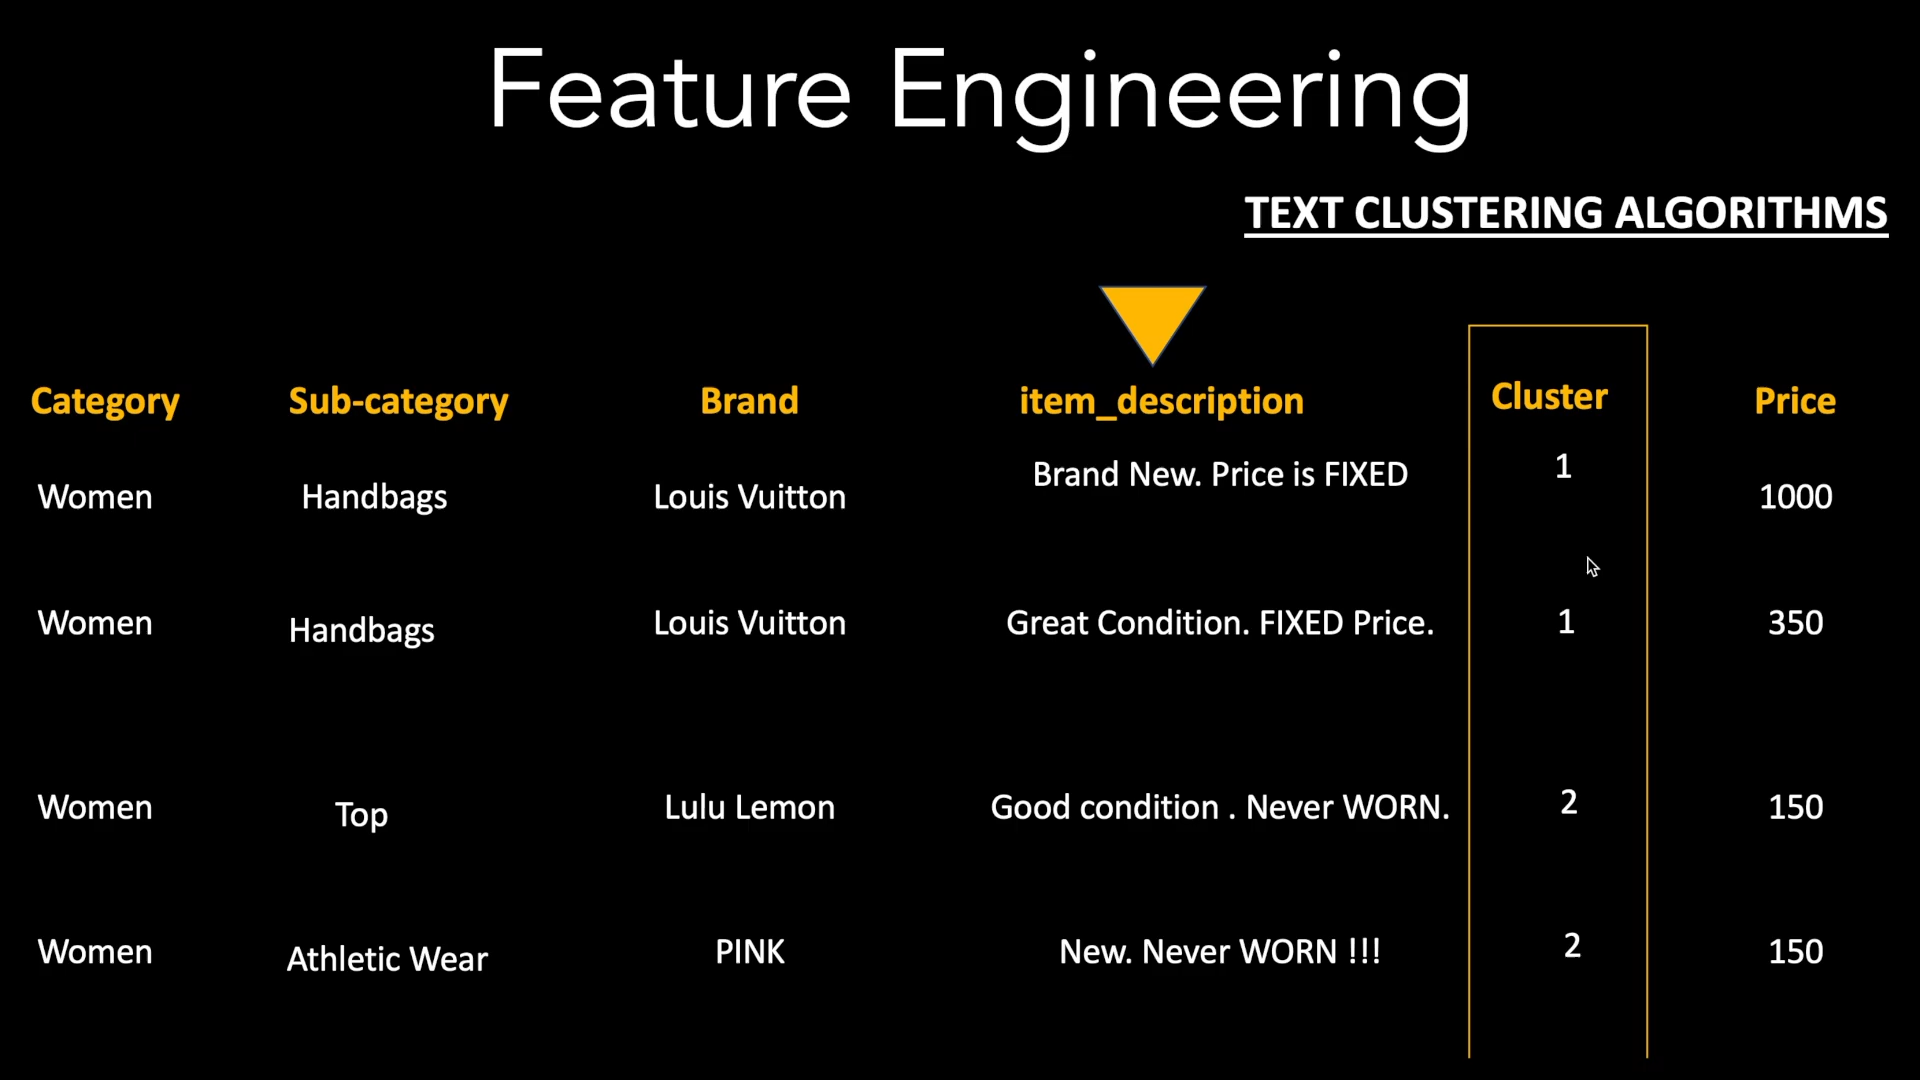 Feature Engineering
TEXT CLUSTERING ALGORITHMS
Category Sub-category Brand item_description Cluster Price
Women Handbags Louis Vuitton Brand New. Price is FIXED 1 1000
Women Handbags Louis Vuitton Great Condition. FIXED Price. 1 350
Women Top Lulu Lemon Good condition . Never WORN. 2 150
Women Athletic Wear PINK New. Never WORN !!! 2 150